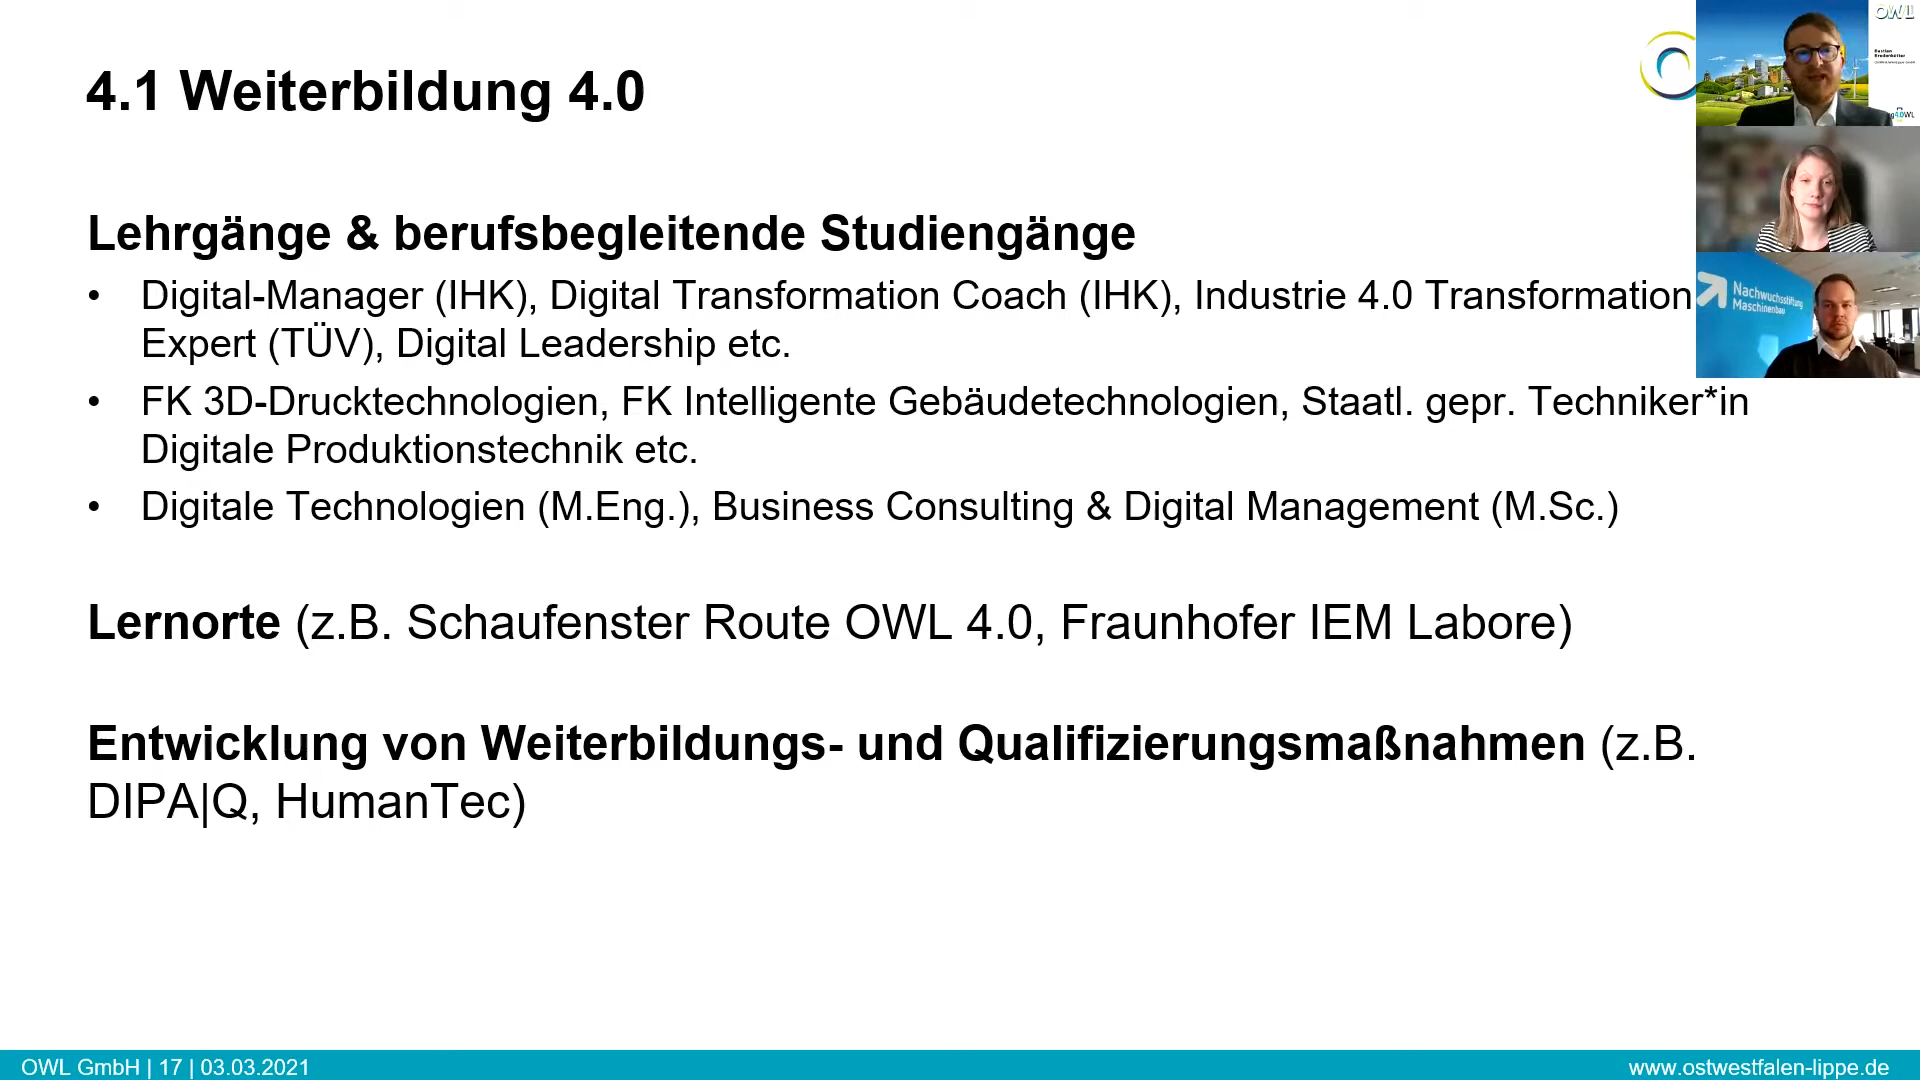 4.1 Weiterbildung 4.0
OWL
Lehrgänge & berufsbegleitende Studiengänge
• Digital-Manager (IHK), Digital Transformation Coach (IHK), Industrie 4.0 Transformation
Expert (TÜV), Digital Leadership etc.
Nachwuchsstiftung
Maschinenbau
• FK 3D-Drucktechnologien, FK Intelligente Gebäudetechnologien, Staatl. gepr. Techniker*in
Digitale Produktionstechnik etc.
• Digitale Technologien (M.Eng.), Business Consulting & Digital Management (M.Sc.)
Lernorte (z.B. Schaufenster Route OWL 4.0, Fraunhofer IEM Labore)
Entwicklung von Weiterbildungs- und Qualifizierungsmaßnahmen (z.B.
DIPA|Q, HumanTec)
OWL GmbH | 17 | 03.03.2021
www.ostwestfalen-lippe.de